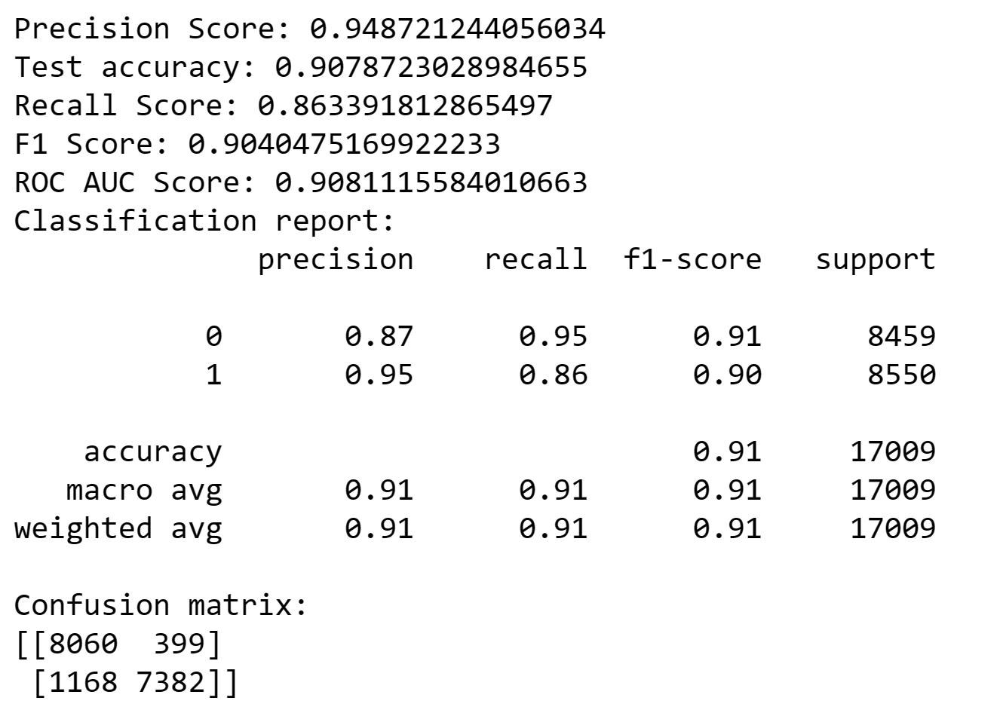 Precision Score: 0.948721244056034
Test accuracy: 0.9078723028984655
Recall Score: 0.863391812865497
F1 Score: 0.9040475169922233
ROC AUC Score: 0.9081115584010663
Classification report:
              precision    recall  f1-score   support

           0       0.87      0.95      0.91      8459
           1       0.95      0.86      0.90      8550

    accuracy                           0.91     17009
   macro avg       0.91      0.91      0.91     17009
weighted avg       0.91      0.91      0.91     17009

Confusion matrix:
[[8060  399]
 [1168 7382]]